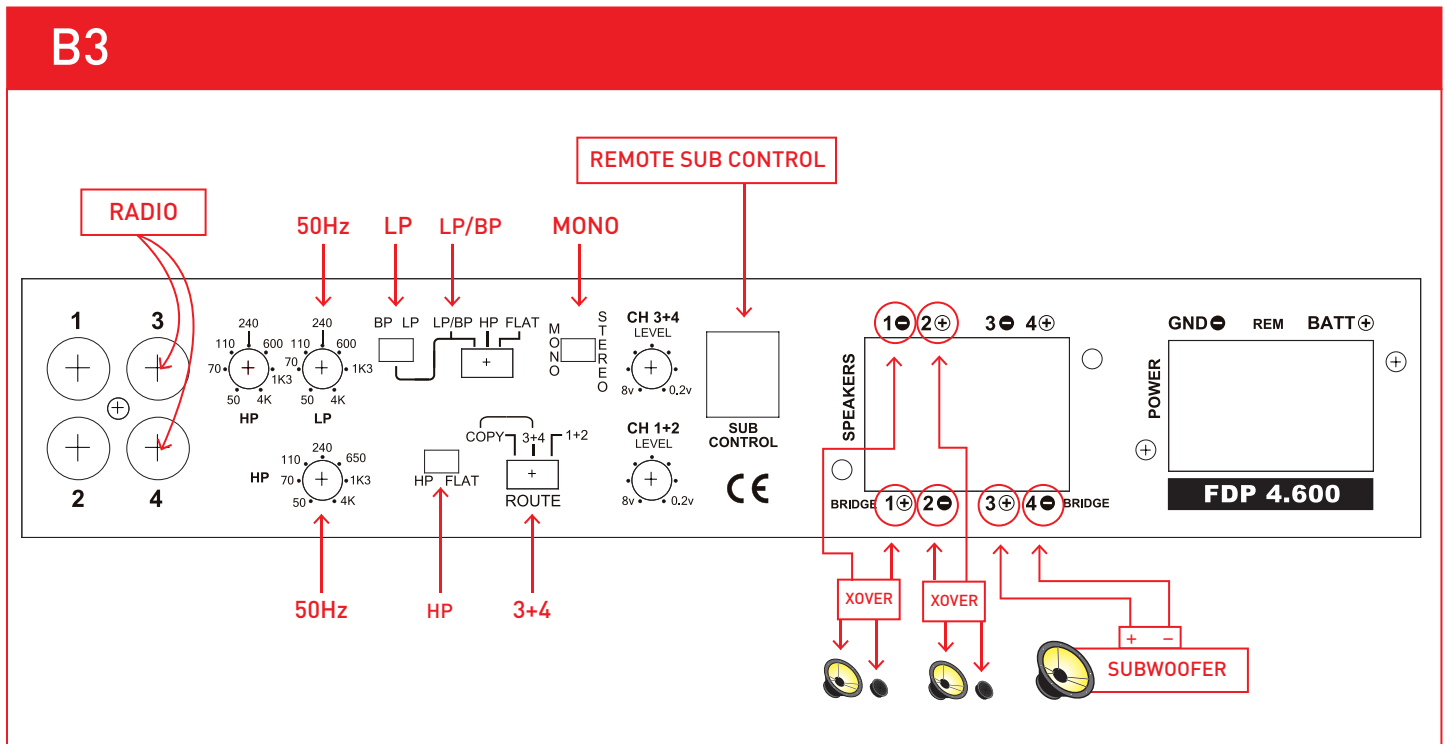 B3
REMOTE SUB CONTROL
RADIO
50Hz LP LP/BP MONO
1 3
2 4
240
110 600
70 1K3
50 4K
HP
240
110 600
70 1K3
50 4K
LP
BP LP LP/BP HP FLAT
MONO
STEREO
CH 3+4
LEVEL
8v 0.2v
240
110 650
HP 70 1K3
50 4K
HP FLAT
COPY 3+4 1+2
ROUTE
CH 1+2
LEVEL
8v 0.2v
SUB
CONTROL
CE
SPEAKERS
1⊖ 2⊕ 3⊖ 4⊕
BRIDGE 1⊕ 2⊖ 3⊕ 4⊖ BRIDGE
GND⊖ REM BATT⊕
POWER
FDP 4.600
50Hz HP 3+4
XOVER XOVER
+ −
SUBWOOFER